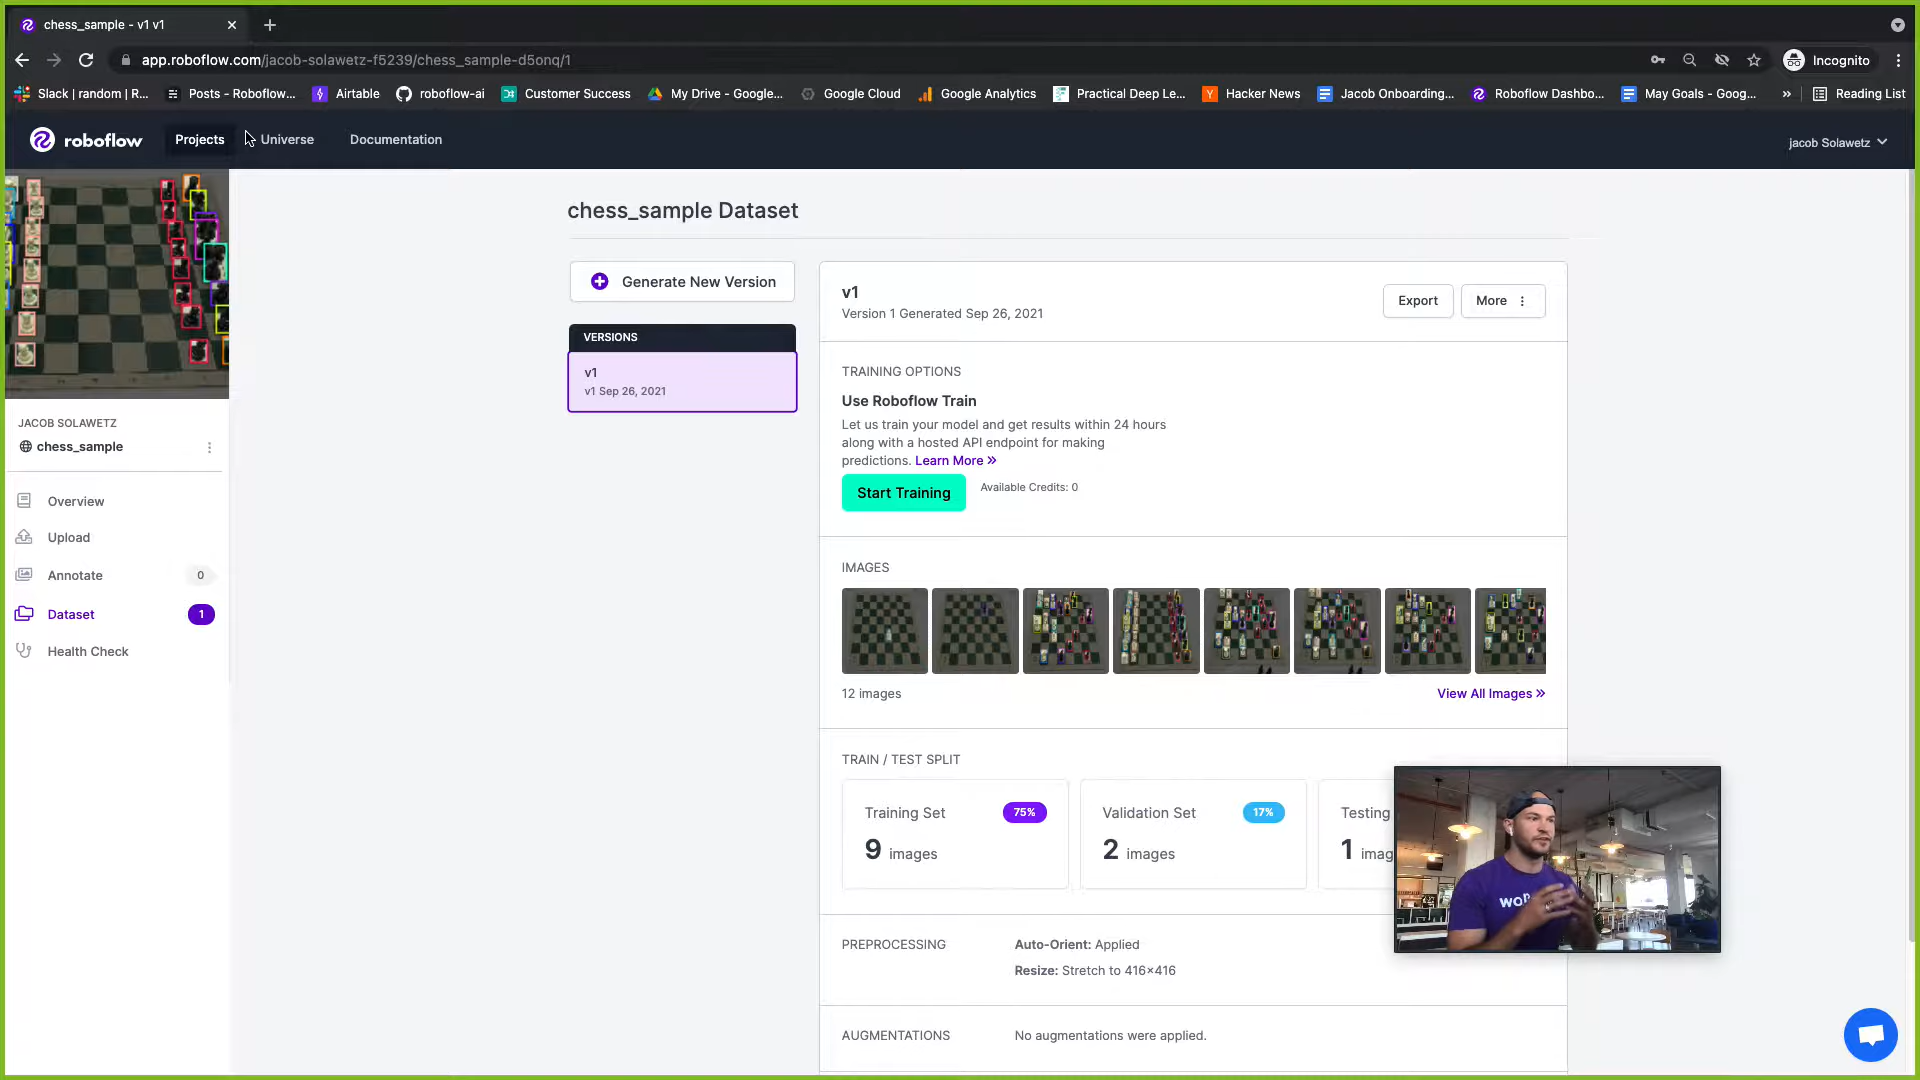 chess_sample - v1 v1
app.roboflow.com/jacob-solawetz-f5239/chess_sample-d5onq/1
Incognito
Slack | random | R... Posts - Roboflow... Airtable roboflow-ai Customer Success My Drive - Google... Google Cloud Google Analytics Practical Deep Le... Hacker News Jacob Onboarding... Roboflow Dashbo... May Goals - Goog... » Reading List
roboflow Projects Universe Documentation jacob Solawetz
JACOB SOLAWETZ
chess_sample
Overview
Upload
Annotate 0
Dataset 1
Health Check
chess_sample Dataset
Generate New Version
VERSIONS
v1
v1 Sep 26, 2021
v1
Version 1 Generated Sep 26, 2021
Export More
TRAINING OPTIONS
Use Roboflow Train
Let us train your model and get results within 24 hours
along with a hosted API endpoint for making
predictions. Learn More »
Start Training Available Credits: 0
IMAGES
12 images View All Images »
TRAIN / TEST SPLIT
Training Set 75%
9 images
Validation Set 17%
2 images
Testing
1 imag
PREPROCESSING Auto-Orient: Applied
Resize: Stretch to 416×416
AUGMENTATIONS No augmentations were applied.